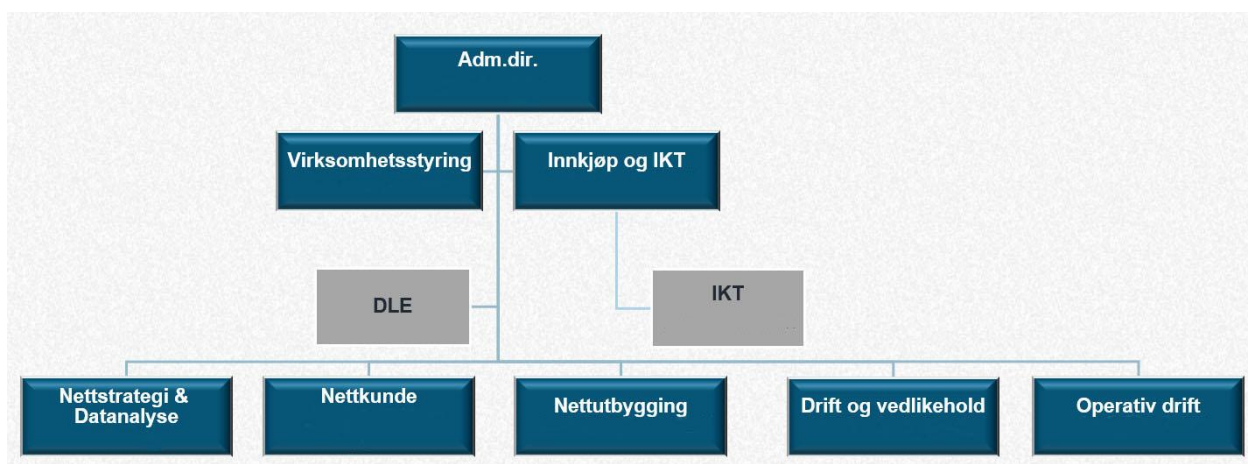 Adm.dir.
Virksomhetsstyring
Innkjøp og IKT
DLE
IKT
Nettstrategi &
Datanalyse
Nettkunde
Nettutbygging
Drift og vedlikehold
Operativ drift